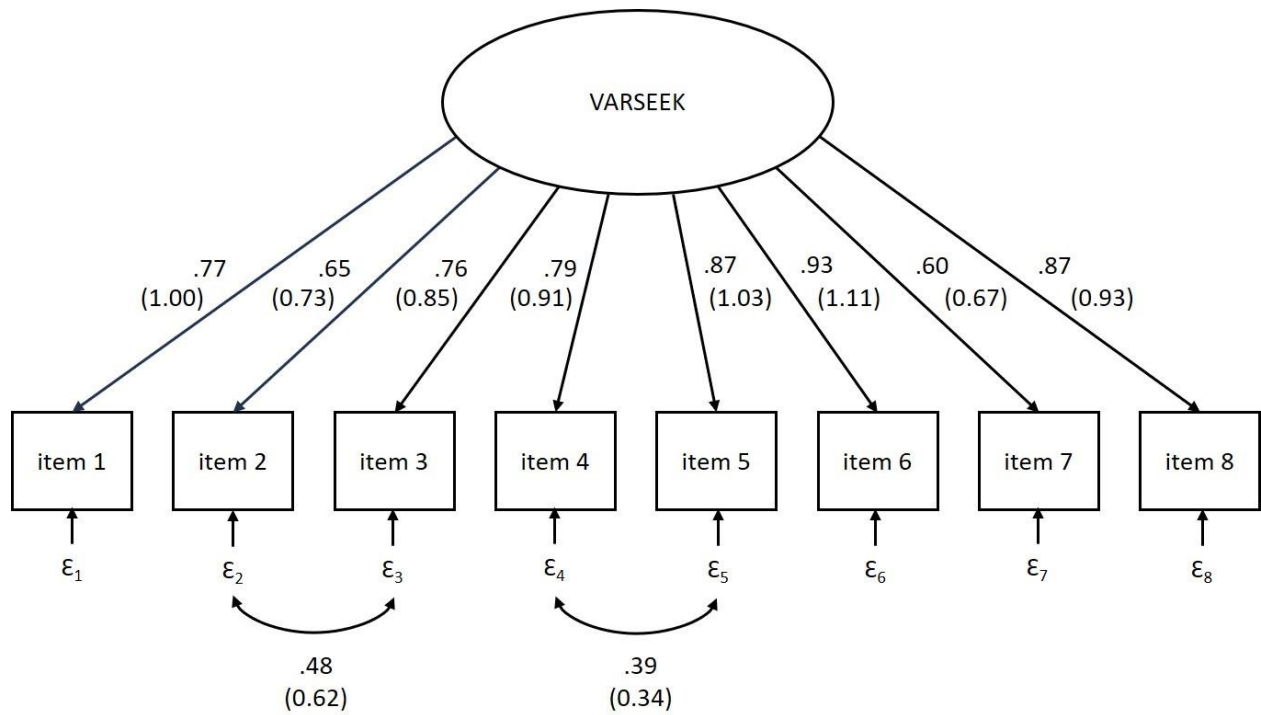 VARSEEK
.77 .65 .76 .79 .87 .93 .60 .87
(1.00) (0.73) (0.85) (0.91) (1.03) (1.11) (0.67) (0.93)
item 1 item 2 item 3 item 4 item 5 item 6 item 7 item 8
ε₁ ε₂ ε₃ ε₄ ε₅ ε₆ ε₇ ε₈
.48 .39
(0.62) (0.34)